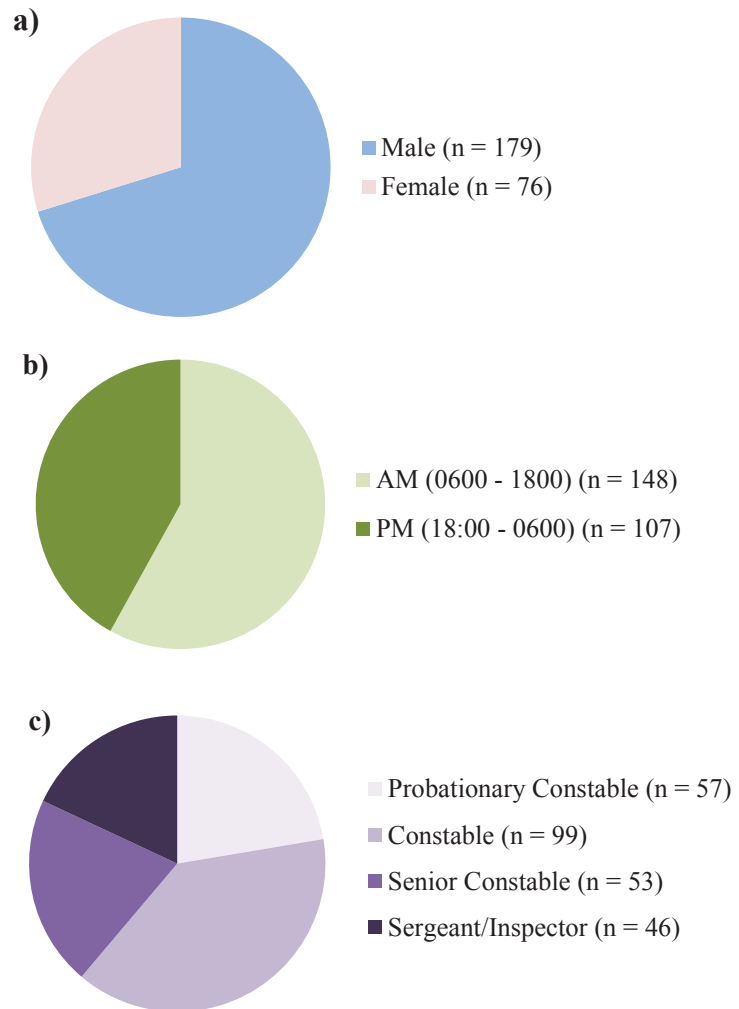 a)
Male (n = 179)
Female (n = 76)
b)
AM (0600 - 1800) (n = 148)
PM (18:00 - 0600) (n = 107)
c)
Probationary Constable (n = 57)
Constable (n = 99)
Senior Constable (n = 53)
Sergeant/Inspector (n = 46)